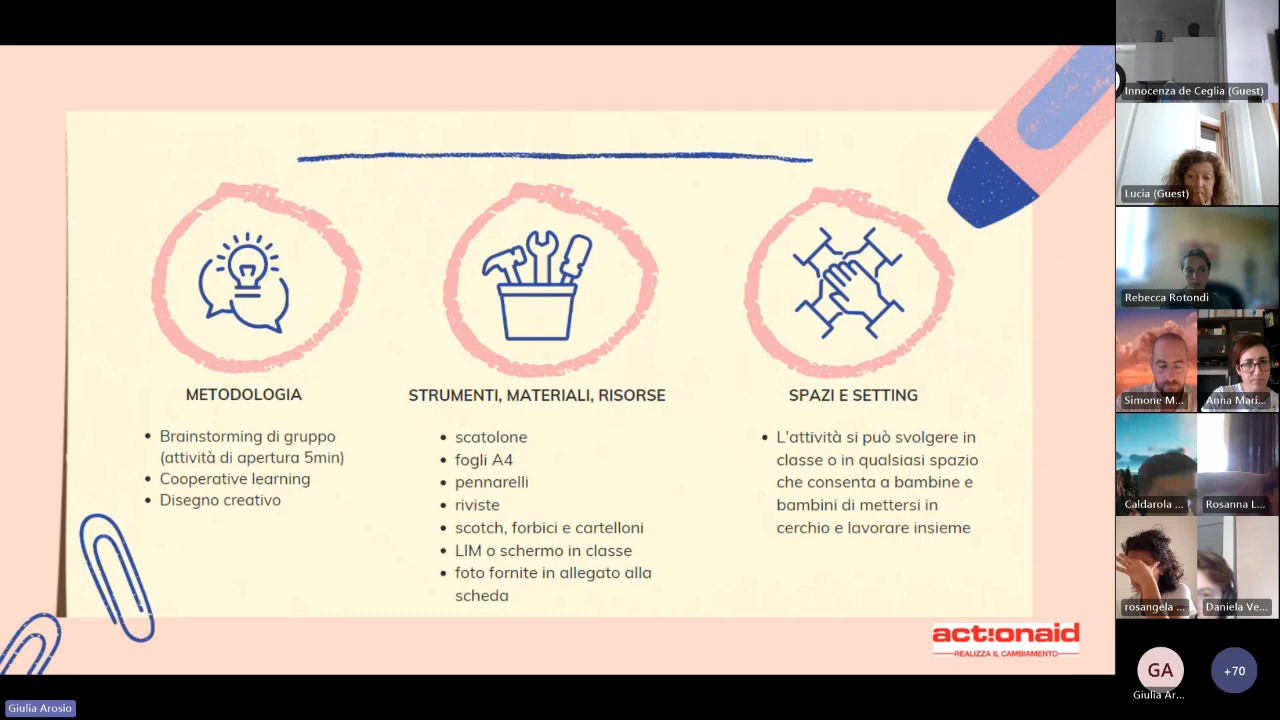 METODOLOGIA
Brainstorming di gruppo
(attività di apertura 5min)
Cooperative learning
Disegno creativo
STRUMENTI, MATERIALI, RISORSE
scatolone
fogli A4
pennarelli
riviste
scotch, forbici e cartelloni
LIM o schermo in classe
foto fornite in allegato alla
scheda
SPAZI E SETTING
L'attività si può svolgere in
classe o in qualsiasi spazio
che consenta a bambine e
bambini di mettersi in
cerchio e lavorare insieme
act!onaid
REALIZZA IL CAMBIAMENTO
Giulia Arosio
Innocenza de Ceglia (Guest)
Lucia (Guest)
Rebecca Rotondi
Simone M...
Anna Mari...
Caldarola ...
Rosanna L...
rosangela ...
Daniela Ve...
GA
Giulia Ar...
+70